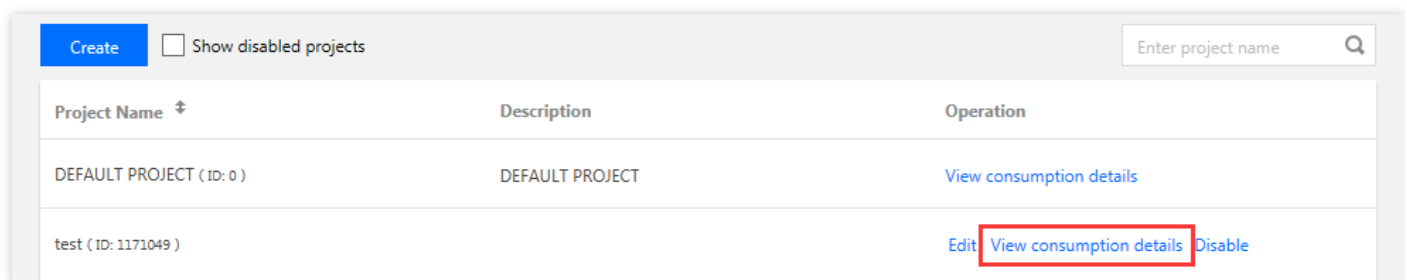 Create Show disabled projects Enter project name
Project Name Description Operation
DEFAULT PROJECT ( ID: 0 ) DEFAULT PROJECT View consumption details
test ( ID: 1171049 ) Edit View consumption details Disable